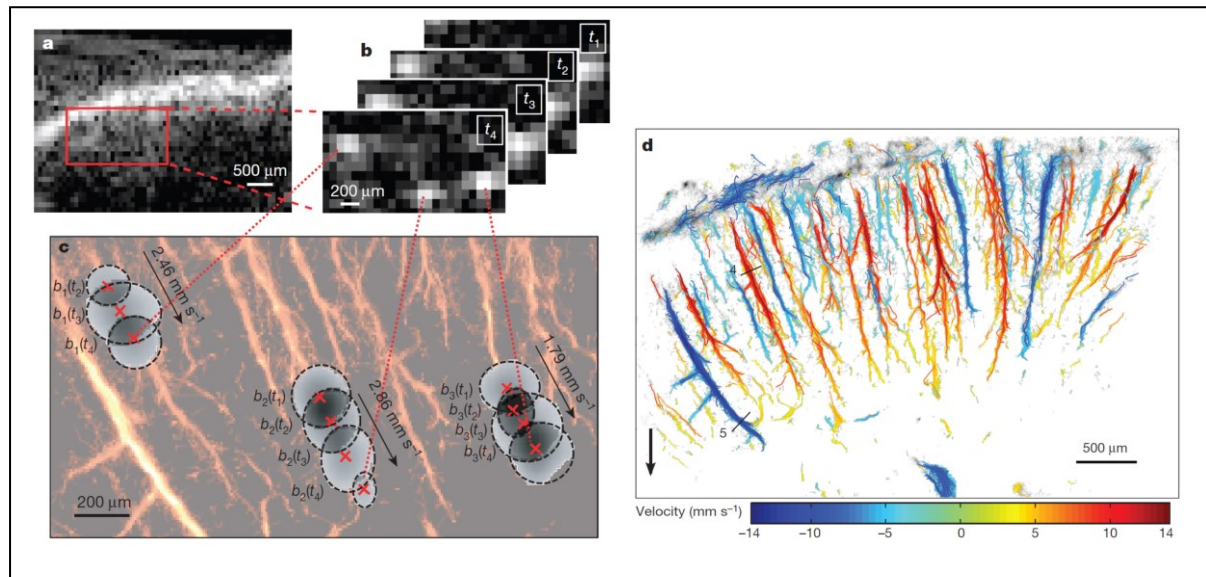 a
500 μm
b
t1
t2
t3
t4
200 μm
c
2.46 mm s–1
b1(t2)
b1(t3)
b1(t4)
b2(t1)
b2(t2)
b2(t3)
b2(t4)
2.86 mm s–1
b3(t1)
b3(t2)
b3(t3)
b3(t4)
1.79 mm s–1
200 μm
d
4
5
500 μm
Velocity (mm s–1)
–14 –10 –5 0 5 10 14